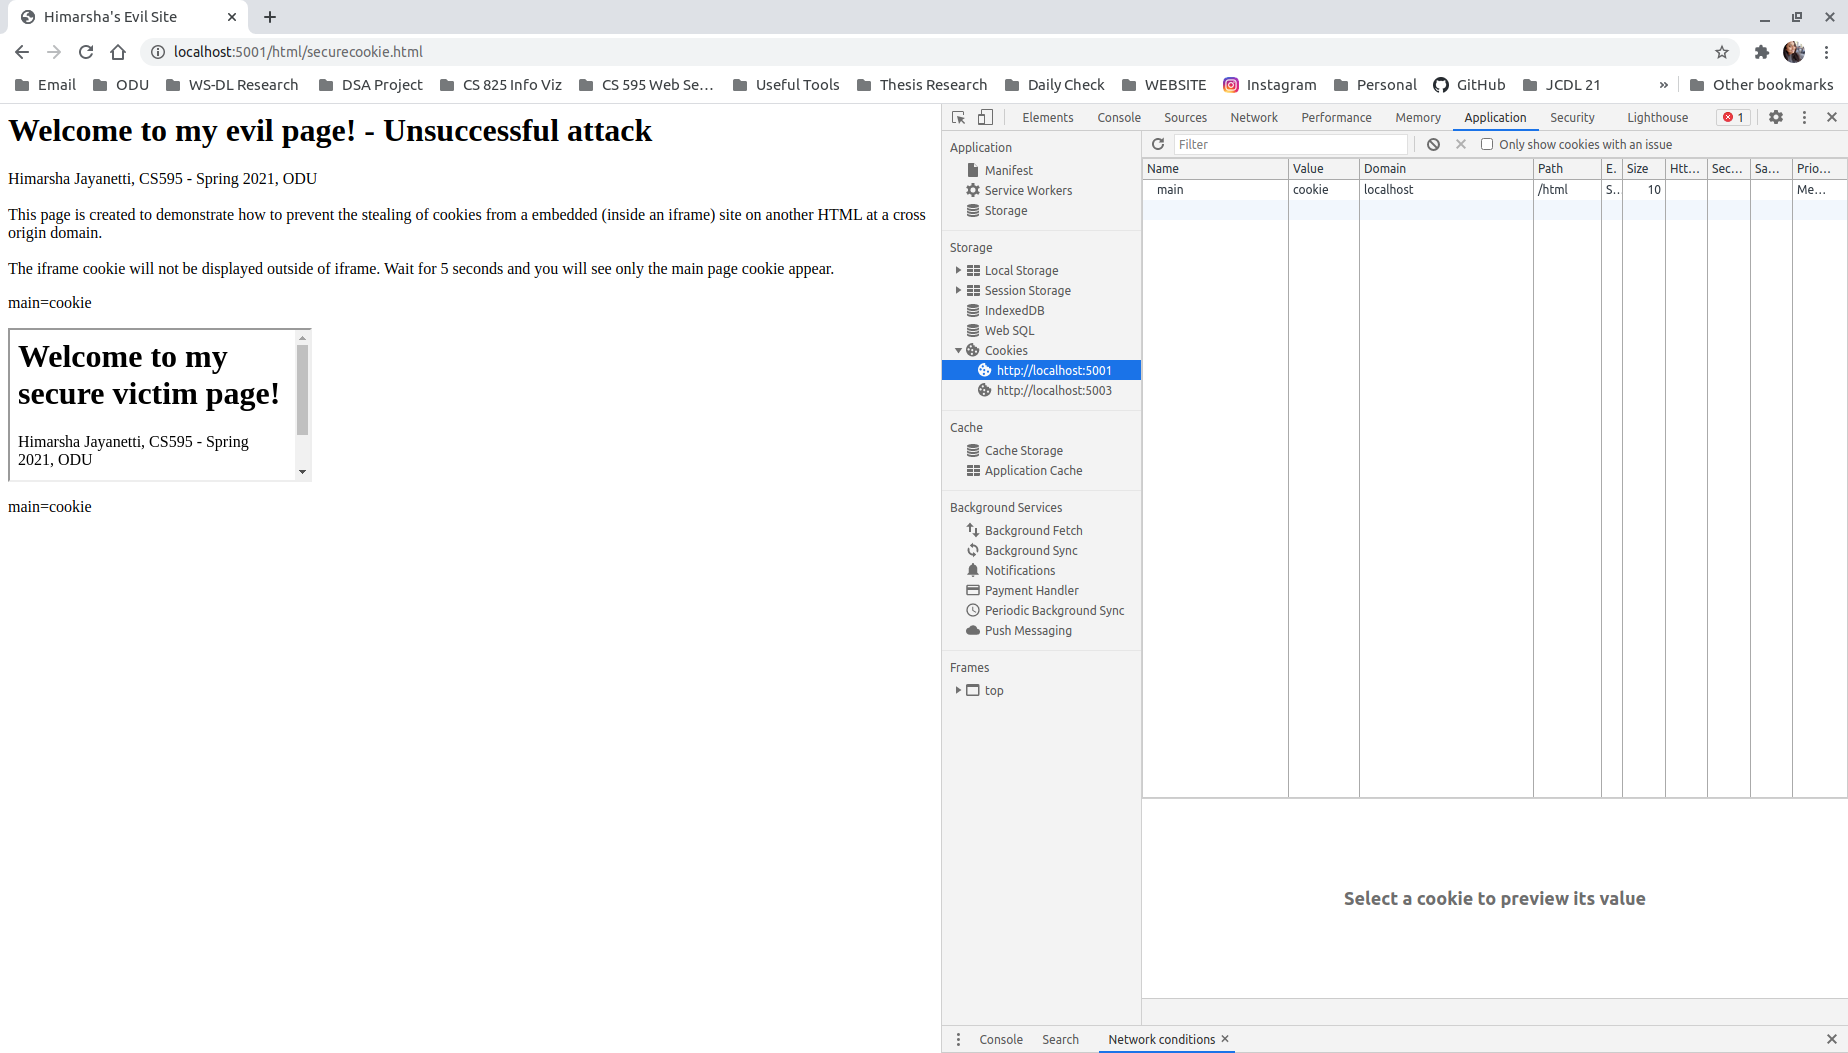 Himarsha's Evil Site
localhost:5001/html/securecookie.html
Email ODU WS-DL Research DSA Project CS 825 Info Viz CS 595 Web Se… Useful Tools Thesis Research Daily Check WEBSITE Instagram Personal GitHub JCDL 21 » Other bookmarks
Welcome to my evil page! - Unsuccessful attack
Himarsha Jayanetti, CS595 - Spring 2021, ODU
This page is created to demonstrate how to prevent the stealing of cookies from a embedded (inside an iframe) site on another HTML at a cross
origin domain.
The iframe cookie will not be displayed outside of iframe. Wait for 5 seconds and you will see only the main page cookie appear.
main=cookie
Welcome to my
secure victim page!
Himarsha Jayanetti, CS595 - Spring
2021, ODU
main=cookie
Elements Console Sources Network Performance Memory Application Security Lighthouse 1
Application
Manifest
Service Workers
Storage
Storage
Local Storage
Session Storage
IndexedDB
Web SQL
Cookies
http://localhost:5001
http://localhost:5003
Cache
Cache Storage
Application Cache
Background Services
Background Fetch
Background Sync
Notifications
Payment Handler
Periodic Background Sync
Push Messaging
Frames
top
Filter Only show cookies with an issue
Name Value Domain Path E. Size Htt… Sec… Sa… Prio…
main cookie localhost /html S.. 10 Me…
Select a cookie to preview its value
Console Search Network conditions